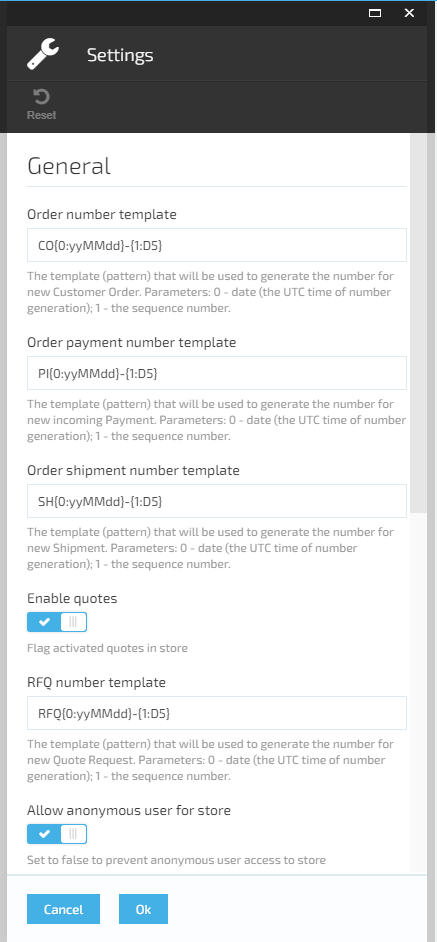 Settings
Reset
General
Order number template
CO{0:yyMMdd}-{1:D5}
The template (pattern) that will be used to generate the number for
new Customer Order. Parameters: 0 - date (the UTC time of number
generation); 1 - the sequence number.
Order payment number template
PI{0:yyMMdd}-{1:D5}
The template (pattern) that will be used to generate the number for
new incoming Payment. Parameters: 0 - date (the UTC time of number
generation); 1 - the sequence number.
Order shipment number template
SH{0:yyMMdd}-{1:D5}
The template (pattern) that will be used to generate the number for
new Shipment. Parameters: 0 - date (the UTC time of number
generation); 1 - the sequence number.
Enable quotes
Flag activated quotes in store
RFQ number template
RFQ{0:yyMMdd}-{1:D5}
The template (pattern) that will be used to generate the number for
new Quote Request. Parameters: 0 - date (the UTC time of number
generation); 1 - the sequence number.
Allow anonymous user for store
Set to false to prevent anonymous user access to store
Cancel Ok